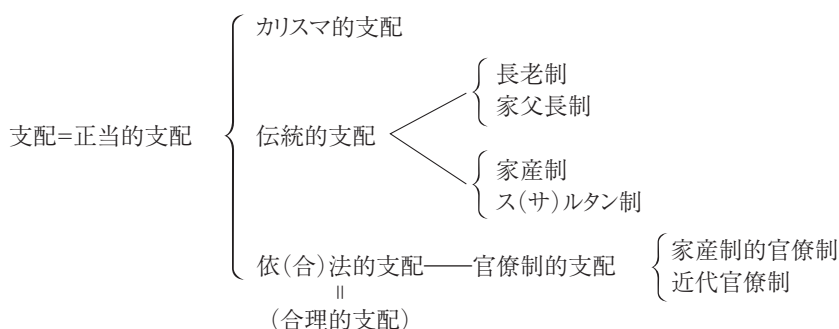 カリスマ的支配
長老制
家父長制
支配=正当的支配
伝統的支配
家産制
ス(サ)ルタン制
依(合)法的支配──官僚制的支配
家産制的官僚制
近代官僚制
=
(合理的支配)